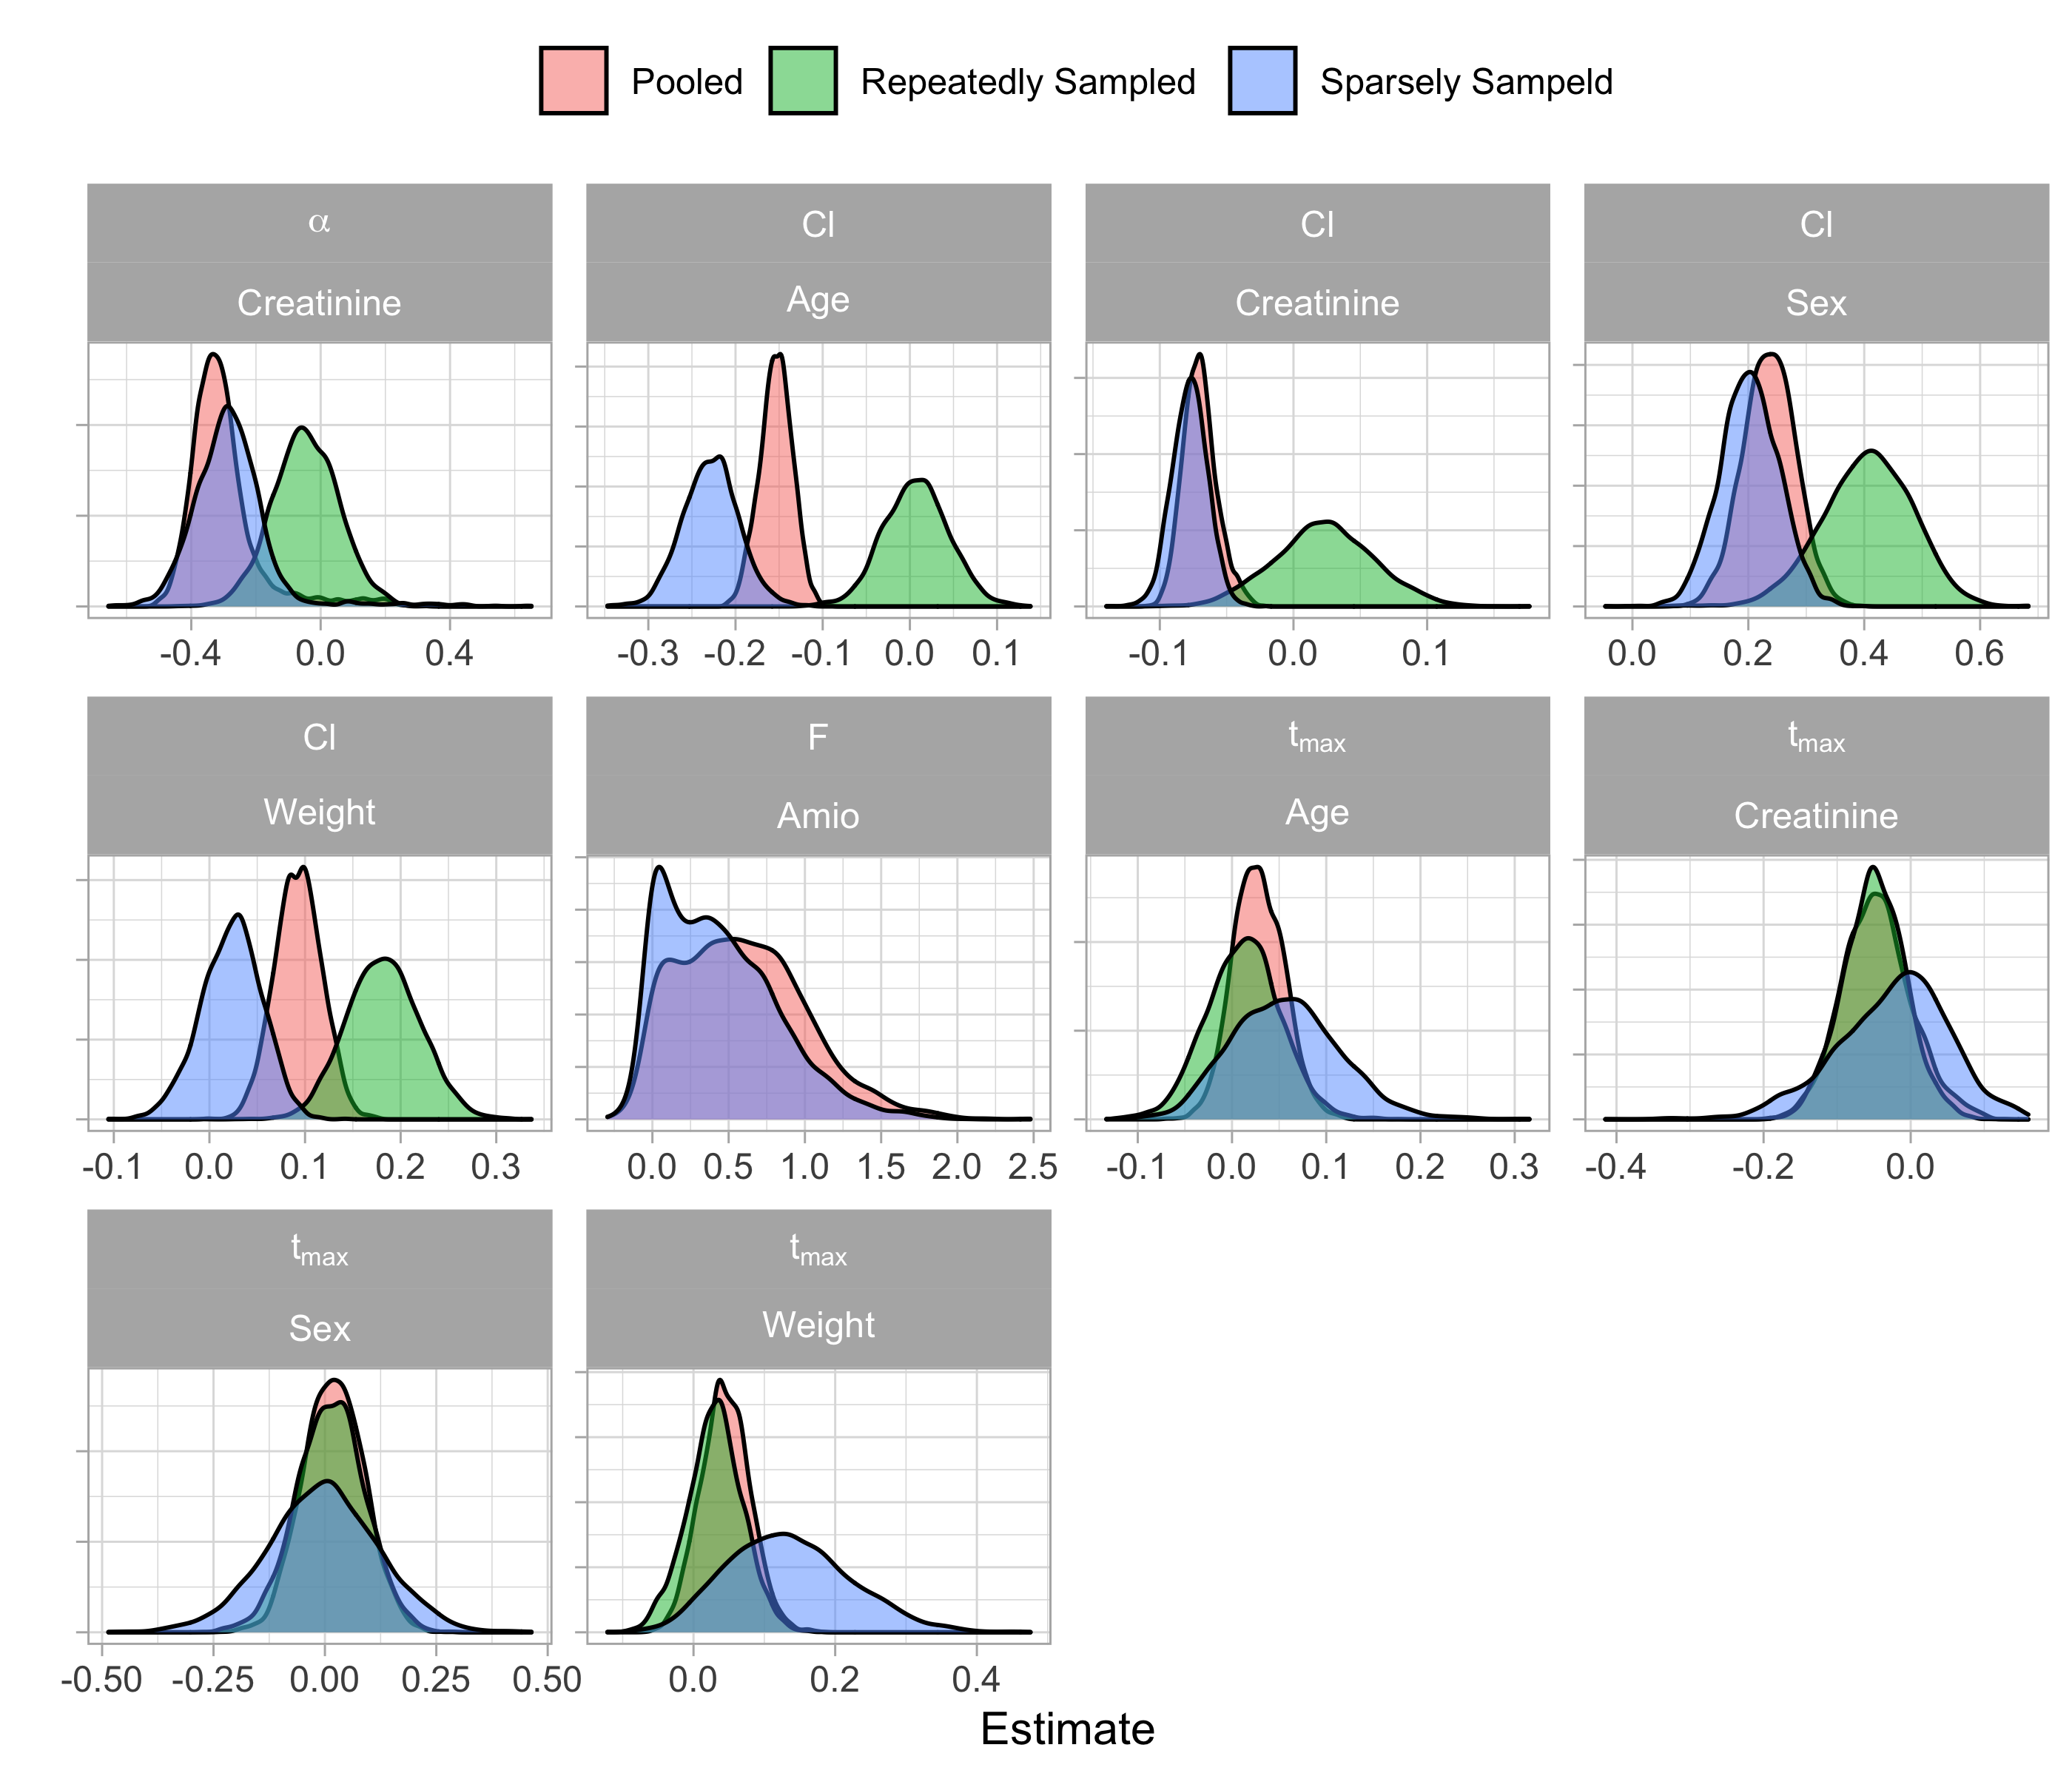 Pooled Repeatedly Sampled Sparsely Sampeld
α Cl Cl Cl
Creatinine Age Creatinine Sex
-0.4 0.0 0.4 -0.3 -0.2 -0.1 0.0 0.1 -0.1 0.0 0.1 0.0 0.2 0.4 0.6
Cl F tmax tmax
Weight Amio Age Creatinine
-0.1 0.0 0.1 0.2 0.3 0.0 0.5 1.0 1.5 2.0 2.5 -0.1 0.0 0.1 0.2 0.3 -0.4 -0.2 0.0
tmax tmax
Sex Weight
-0.50 -0.25 0.00 0.25 0.50 0.0 0.2 0.4
Estimate